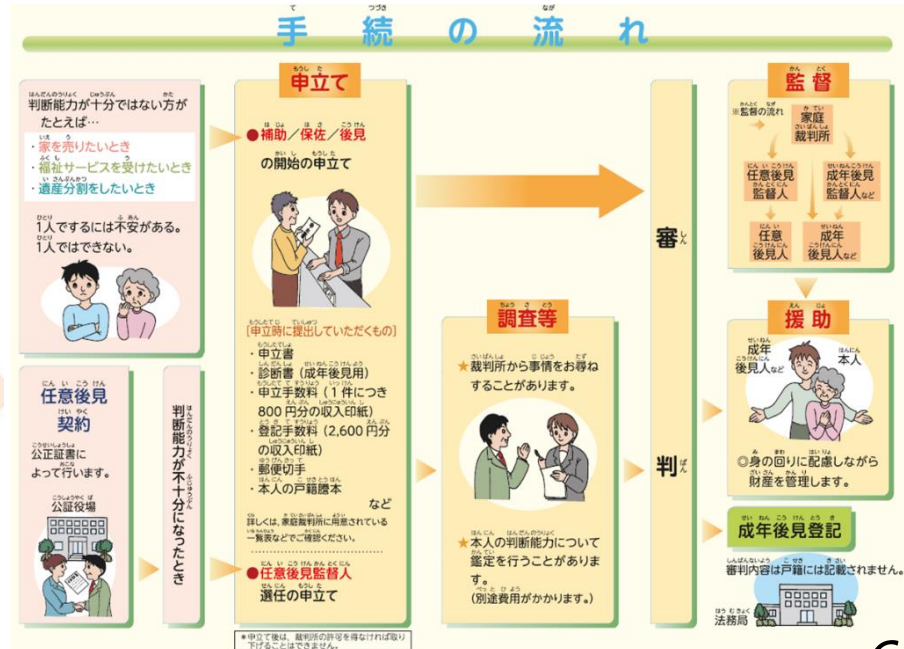 手続の流れ
判断能力が十分ではない方が
たとえば…
・家を売りたいとき
・福祉サービスを受けたいとき
・遺産分割をしたいとき
1人でするには不安がある。
1人ではできない。
任意後見
契約
公正証書に
よって行います。
公証役場
判断能力が不十分になったとき
申立て
●補助／保佐／後見
の開始の申立て
[申立時に提出していただくもの]
・申立書
・診断書（成年後見用）
・申立手数料（1件につき
800円分の収入印紙）
・登記手数料（2,600円分
の収入印紙）
・郵便切手
・本人の戸籍謄本
など
詳しくは、家庭裁判所に用意されている
一覧表などでご確認ください。
●任意後見監督人
選任の申立て
＊申立て後は、裁判所の許可を得なければ取り
下げることはできません。
調査等
★裁判所から事情をお尋ね
することがあります。
★本人の判断能力について
鑑定を行うことがありま
す。
（別途費用がかかります。）
審判
監督
※監督の流れ
家庭
裁判所
任意後見
監督人
成年後見
監督人など
任意
後見人
成年
後見人など
援助
成年
後見人など
本人
◎身の回りに配慮しながら
財産を管理します。
成年後見登記
審判内容は戸籍には記載されません。
法務局